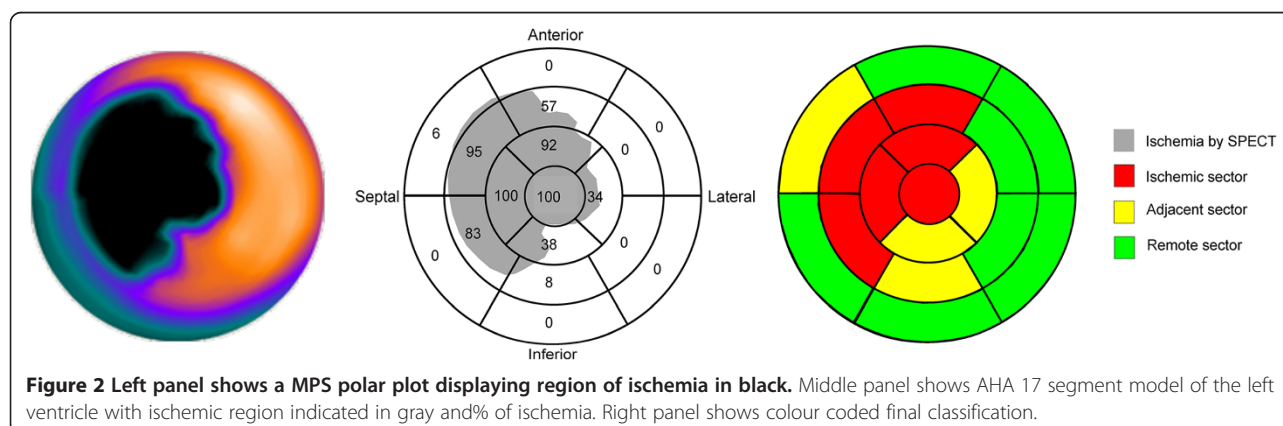 Anterior
0
57
6
0
95
92
0
Septal
100
100
34
Lateral
83
38
0
0
0
8
0
Inferior
Ischemia by SPECT
Ischemic sector
Adjacent sector
Remote sector
Figure 2 Left panel shows a MPS polar plot displaying region of ischemia in black. Middle panel shows AHA 17 segment model of the left
ventricle with ischemic region indicated in gray and% of ischemia. Right panel shows colour coded final classification.